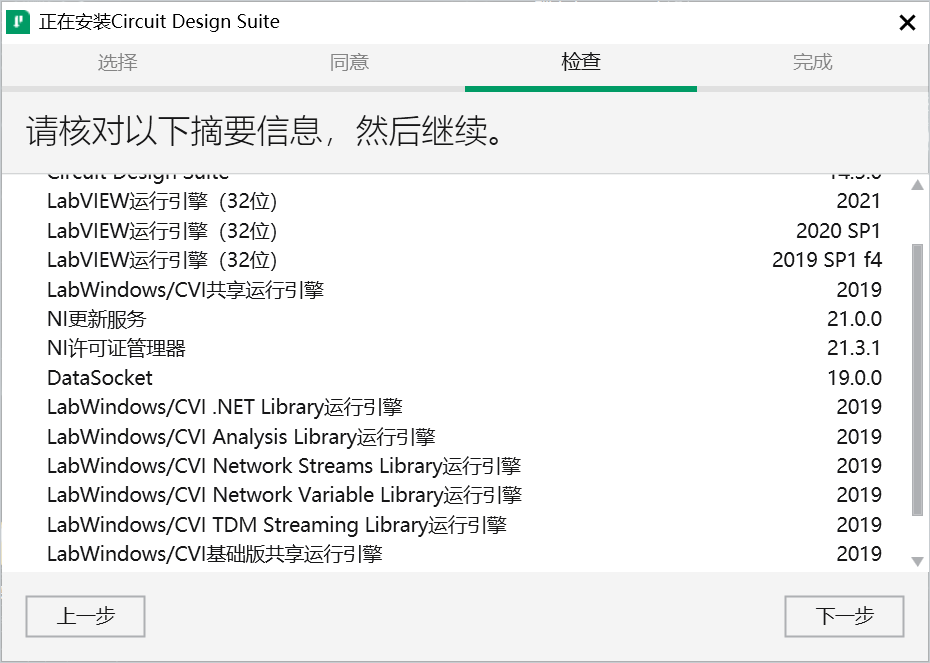 正在安装Circuit Design Suite
选择 同意 检查 完成
请核对以下摘要信息，然后继续。
Circuit Design Suite 14.3.0
LabVIEW运行引擎（32位） 2021
LabVIEW运行引擎（32位） 2020 SP1
LabVIEW运行引擎（32位） 2019 SP1 f4
LabWindows/CVI共享运行引擎 2019
NI更新服务 21.0.0
NI许可证管理器 21.3.1
DataSocket 19.0.0
LabWindows/CVI .NET Library运行引擎 2019
LabWindows/CVI Analysis Library运行引擎 2019
LabWindows/CVI Network Streams Library运行引擎 2019
LabWindows/CVI Network Variable Library运行引擎 2019
LabWindows/CVI TDM Streaming Library运行引擎 2019
LabWindows/CVI基础版共享运行引擎 2019
上一步 下一步